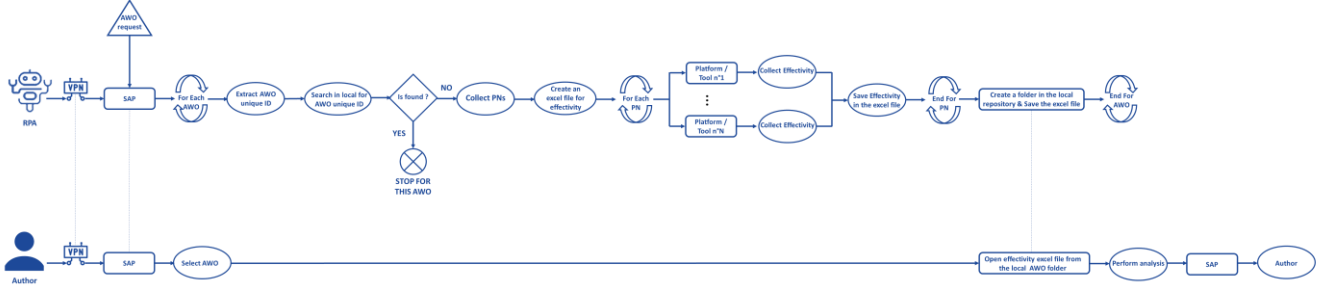 AWO
request
VPN
RPA
SAP
For Each
AWO
Extract AWO
unique ID
Search in local for
AWO unique ID
Is found ?
NO
YES
STOP FOR
THIS AWO
Collect PNs
Create an
excel file for
effectivity
For Each
PN
Platform /
Tool n°1
Collect Effectivity
⋮
Platform /
Tool n°N
Collect Effectivity
Save Effectivity
in the excel file
End For
PN
Create a folder in the local
repository & Save the excel file
End For
AWO
VPN
Author
SAP
Select AWO
Open effectivity excel file from
the local AWO folder
Perform analysis
SAP
Author